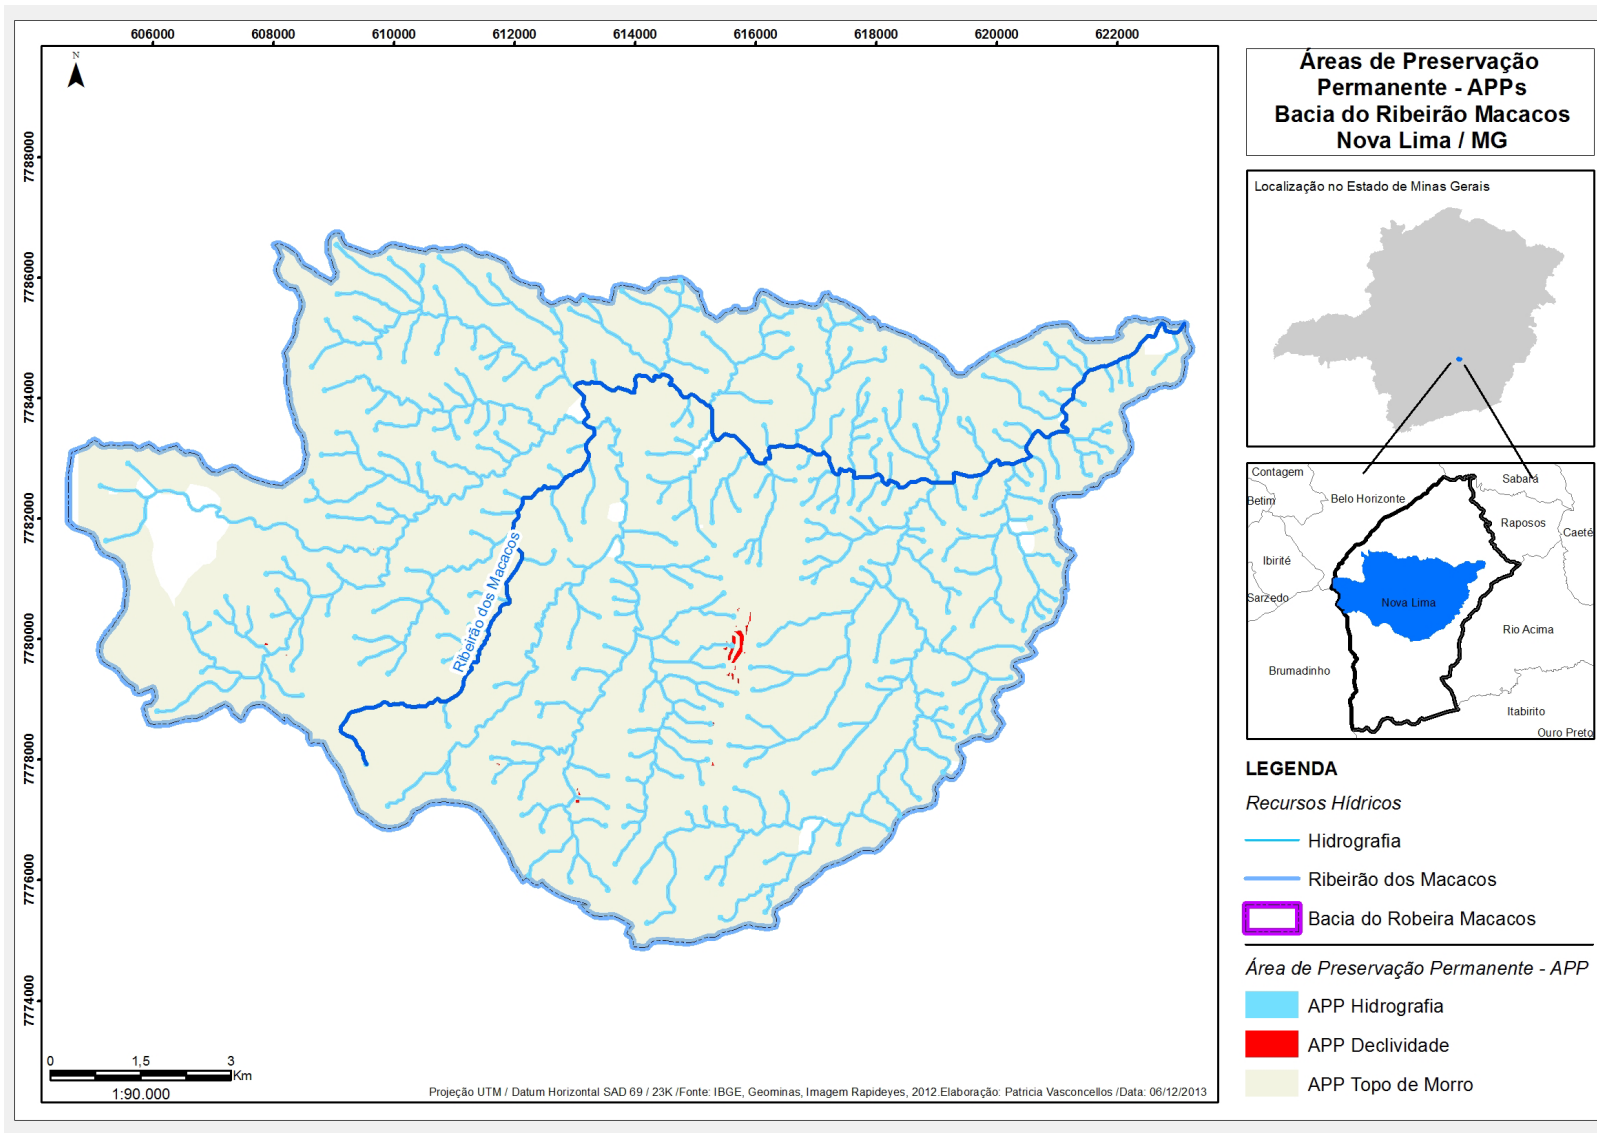 606000 608000 610000 612000 614000 616000 618000 620000 622000
N
7788000
7786000
7784000
7782000
7780000
7778000
7776000
7774000
Ribeirão dos Macacos
0 1,5 3
Km
1:90.000
Projeção UTM / Datum Horizontal SAD 69 / 23K /Fonte: IBGE, Geominas, Imagem Rapideyes, 2012.Elaboração: Patricia Vasconcellos /Data: 06/12/2013
Áreas de Preservação
Permanente - APPs
Bacia do Ribeirão Macacos
Nova Lima / MG
Localização no Estado de Minas Gerais
Contagem
Sabará
Betim
Belo Horizonte
Raposos
Caeté
Ibirité
Sarzedo
Nova Lima
Rio Acima
Brumadinho
Itabirito
Ouro Preto
LEGENDA
Recursos Hídricos
Hidrografia
Ribeirão dos Macacos
Bacia do Robeira Macacos
Área de Preservação Permanente - APP
APP Hidrografia
APP Declividade
APP Topo de Morro